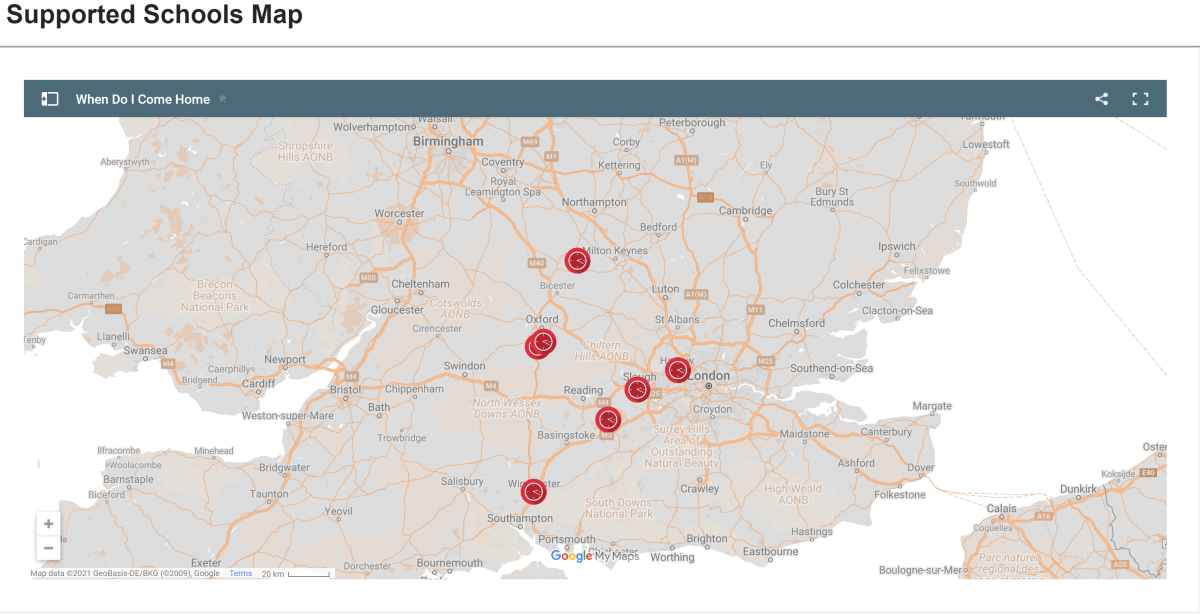 Supported Schools Map
When Do I Come Home
Walsall
Wolverhampton
Peterborough
Birmingham
M69
Corby
Lowestoft
Shropshire
Hills AONB
M1
A1(M)
Aberystwyth
Coventry
Kettering
Ely
Royal
Leamington Spa
Southwold
Bury St
Edmunds
Northampton
Worcester
Cambridge
Bedford
Cardigan
Hereford
Milton Keynes
Ipswich
M40
Felixstowe
M50
Cheltenham
Bicester
Brecon
Beacons
National Park
Luton
A1(M)
Colchester
Carmarthen
Cotswolds
AONB
Gloucester
M11
Clacton-on-Sea
Oxford
St Albans
Chelmsford
Cirencester
Llanelli
Swansea
Chiltern
Hills AONB
Newport
M4
Caerphilly
Swindon
M25
Southend-on-Sea
Bridgend
Cardiff
M4
London
Slough
Bristol
Chippenham
M4
Reading
M4
North Wessex
Downs AONB
Margate
Bath
Croydon
Weston-super-Mare
Basingstoke
M3
Surrey Hills
Area of
Outstanding
Natural Beauty
Maidstone
Canterbury
Trowbridge
Ilfracombe
Minehead
Woolacombe
Bridgwater
Ashford
Dover
Koksijde
E40
Barnstaple
Salisbury
Crawley
High Weald
AONB
Dunkirk
Bideford
Taunton
Folkestone
Yeovil
South Downs
National Park
Calais
Southampton
A16
Coquelles
Hastings
Portsmouth
Brighton
Google My Maps
Worthing
Eastbourne
Parc naturel
régional des
Exeter
Dorchester
Bournemouth
A25
Boulogne-sur-Mer
Map data ©2021 GeoBasis-DE/BKG (©2009), Google
Terms
20 km